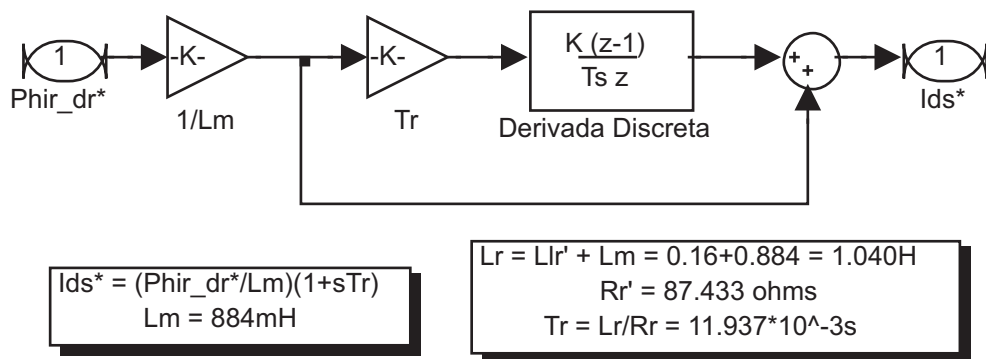 1
Phir_dr*
-K-
1/Lm
-K-
Tr
K (z-1)
Ts z
Derivada Discreta
+
+
1
Ids*
Ids* = (Phir_dr*/Lm)(1+sTr)
Lm = 884mH
Lr = Llr' + Lm = 0.16+0.884 = 1.040H
Rr' = 87.433 ohms
Tr = Lr/Rr = 11.937*10^-3s